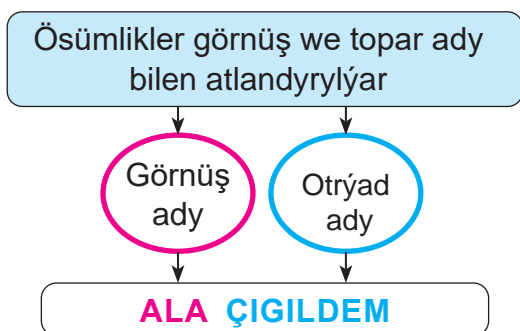 Ösümlikler görnüş we topar ady
bilen atlandyrylýar
Görnüş
ady
Otrýad
ady
ALA ÇIGILDEM